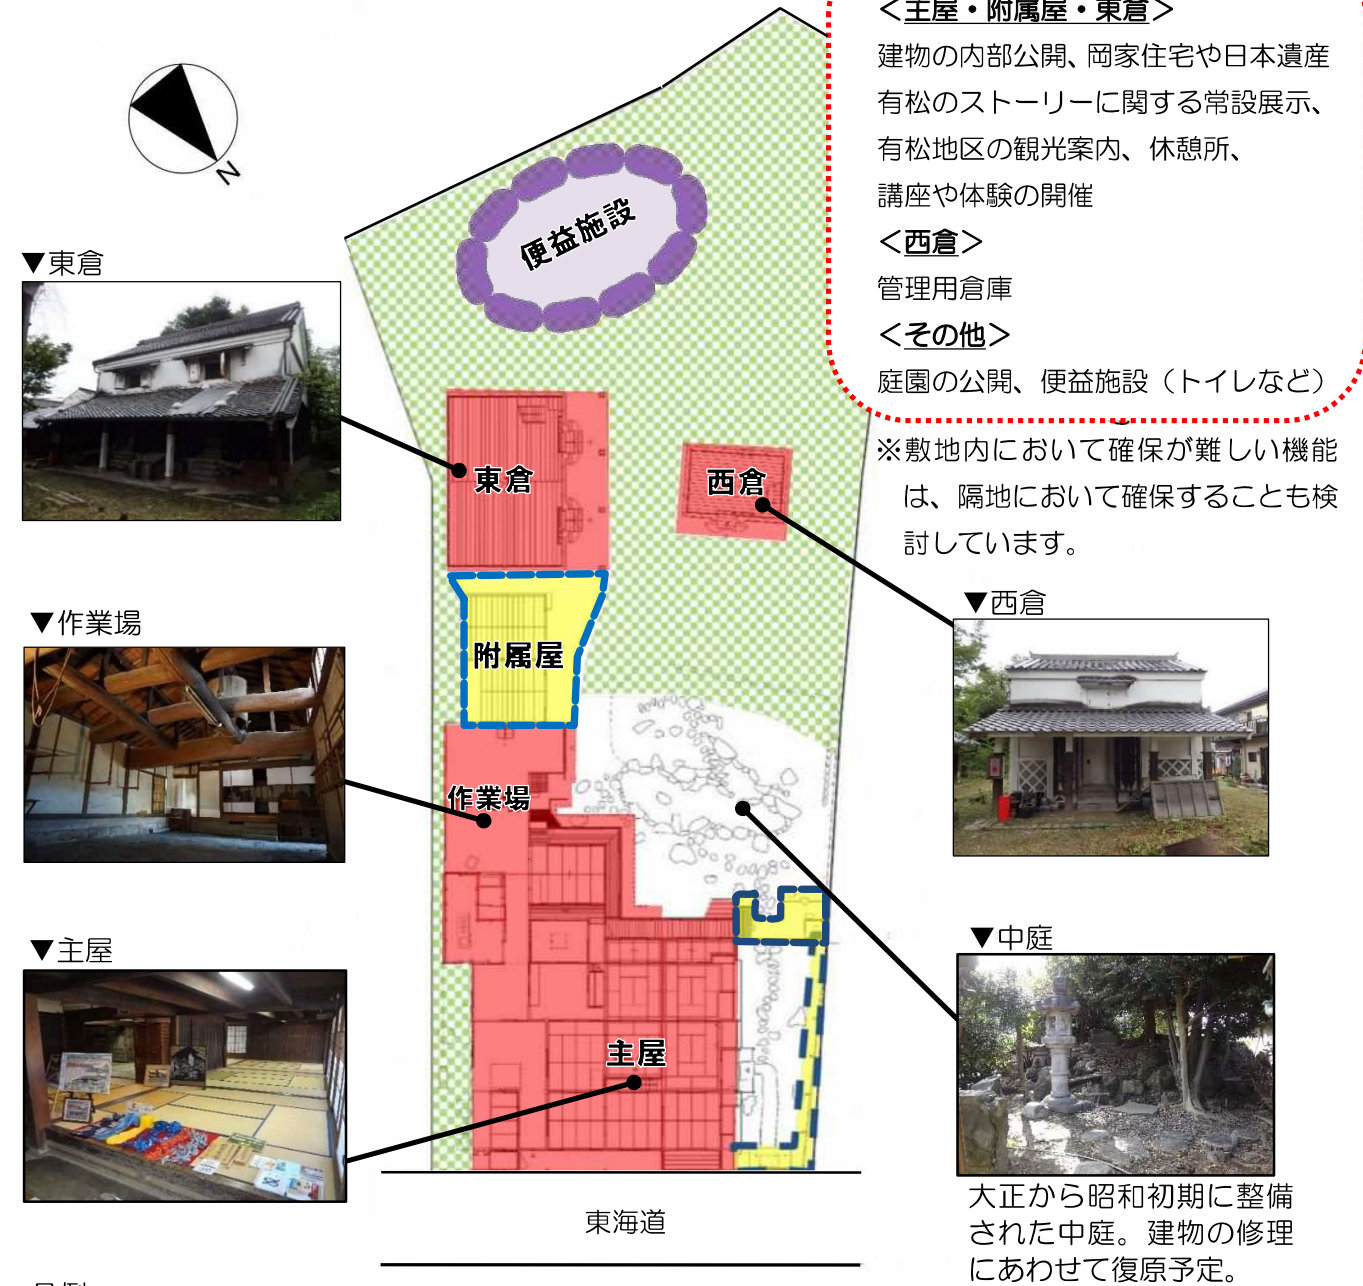 ＜主屋・附属屋・東倉＞
建物の内部公開、岡家住宅や日本遺産
有松のストーリーに関する常設展示、
有松地区の観光案内、休憩所、
講座や体験の開催
＜西倉＞
管理用倉庫
＜その他＞
庭園の公開、便益施設（トイレなど）
※敷地内において確保が難しい機能
は、隔地において確保することも検
討しています。
N
便益施設
▼東倉
東倉
西倉
▼西倉
▼作業場
附属屋
作業場
▼主屋
主屋
▼中庭
大正から昭和初期に整備
された中庭。建物の修理
にあわせて復原予定。
東海道